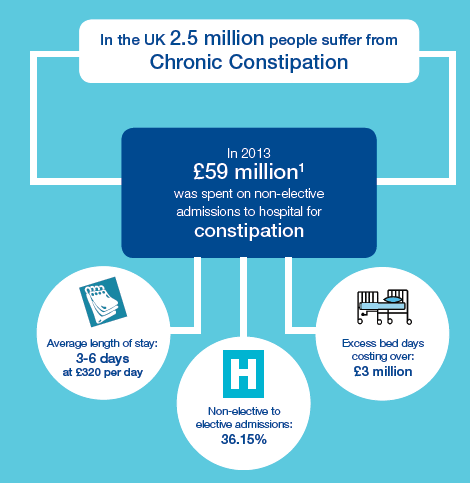 In the UK 2.5 million people suffer from
Chronic Constipation
In 2013
£59 million¹
was spent on non-elective
admissions to hospital for
constipation
Average length of stay:
3-6 days
at £320 per day
H
Non-elective to
elective admissions:
36.15%
Excess bed days
costing over:
£3 million